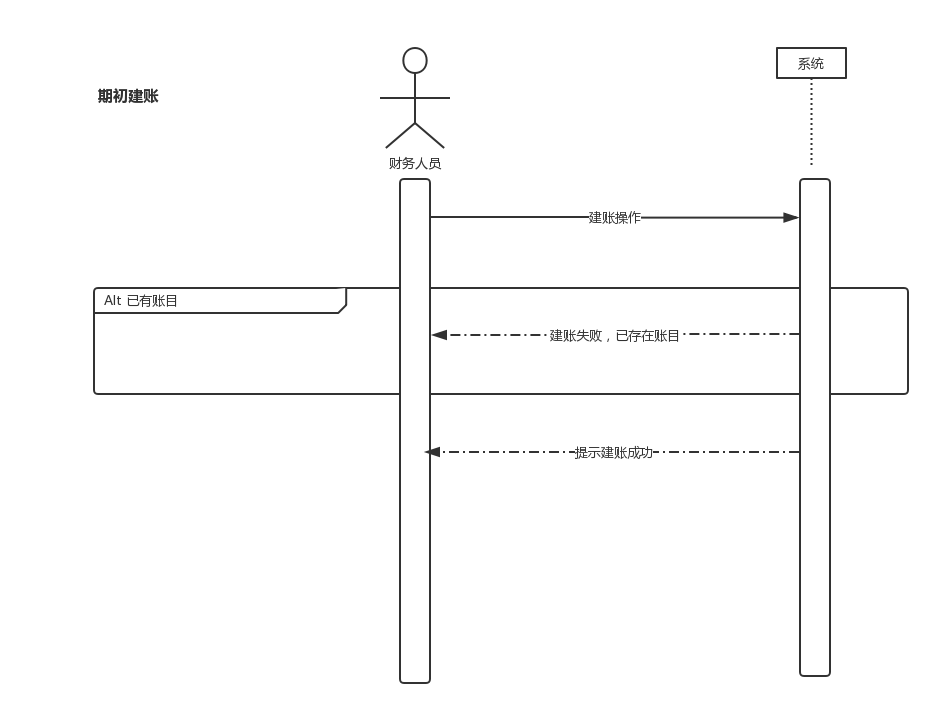 系统
期初建账
财务人员
建账操作
Alt 已有账目
建账失败，已存在账目
提示建账成功